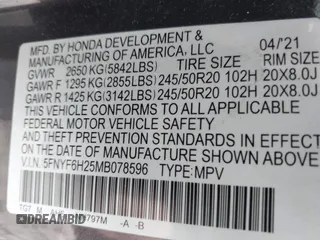 MFD.BY HONDA DEVELOPMENT & 04/'21
MANUFACTURING OF AMERICA, LLC
GVWR 2650 KG(5842LBS) TIRE SIZE RIM SIZE
GAWR F 1295 KG(2855LBS) 245/50R20 102H 20X8.0J
GAWR R 1425 KG(3142LBS) 245/50R20 102H 20X8.0J
THIS VEHICLE CONFORMS TO ALL APPLICABLE
FEDERAL MOTOR VEHICLE SAFETY
AND THEFT PREVENTION STANDARDS IN EFFECT ON
THE DATE OF MANUFACTURE SHOWN ABOVE.
V.I.N. 5FNYF6H25MB078596 TYPE:MPV
-A -B
DREAMBID